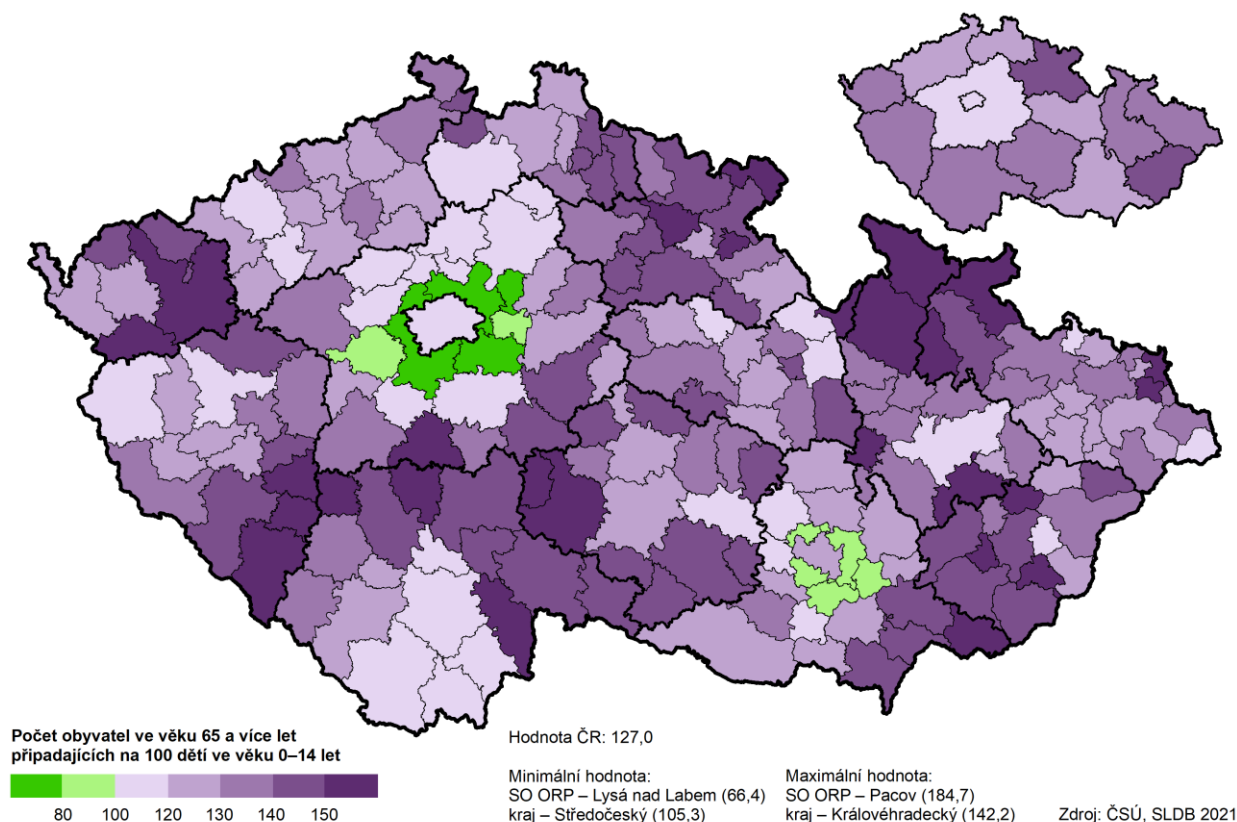 Počet obyvatel ve věku 65 a více let
připadajících na 100 dětí ve věku 0–14 let
80 100 120 130 140 150
Hodnota ČR: 127,0
Minimální hodnota:
SO ORP – Lysá nad Labem (66,4)
kraj – Středočeský (105,3)
Maximální hodnota:
SO ORP – Pacov (184,7)
kraj – Královéhradecký (142,2)
Zdroj: ČSÚ, SLDB 2021